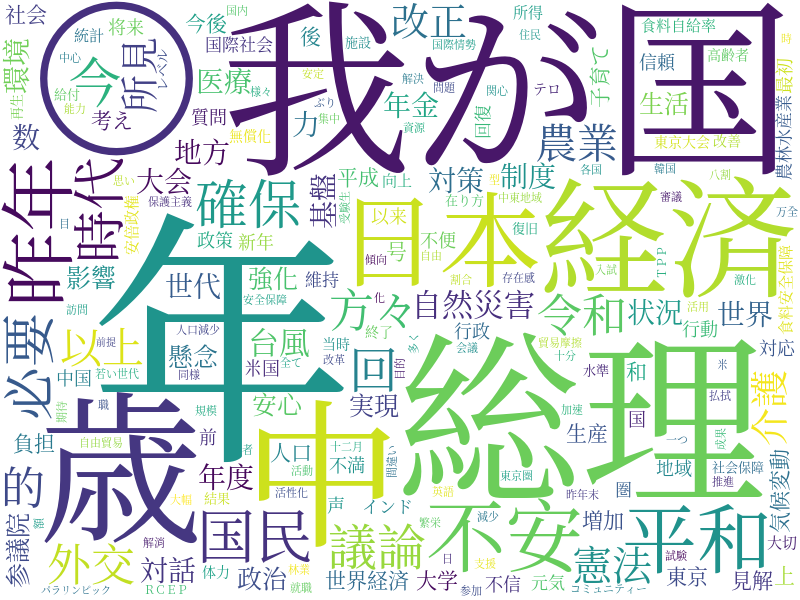 社会
統計
将来
今後
国内
改正
所得
食料自給率
中心
環境
今
所見
レベル
国際社会
後
施設
国際情勢
住民
信頼
高齢者
我が国
再生
給付
能力
考え
医療
安定
様々
年金
解決
問題
関心
テロ
子育て
生活
最初
時
数
質問
力
ぶり
集中
資源
回復
農業
東京大会
改善
農林水産業
地方
無償化
昨年
時代
思い
大会
確保
基盤
受験生
平成
向上
対策
制度
型
各国
韓国
八割
審議
万全
保護主義
安倍政権
影響
政策
新年
以来
号
傾向
在り方
不便
自由
中東地域
復旧
日本
経済
TPP
入試
激化
食料安全保障
訪問
世代
強化
安全保障
維持
方々
化
割合
自然災害
存在感
令和
状況
活用
世界
必要
以上
前提
若い世代
中国
人口減少
懸念
同様
台風
米国
全て
当時
改革
終了
目的
回
多く
行政
会議
貿易摩擦
十分
行動
水準
和
米
払拭
対応
年
総理
期待
職
規模
安心
実現
加速
国
一つ
成果
介護
負担
自由貿易
前
者
人口
活動
十二月
不満
間違い
生産
地域
社会保障
推進
歳
中
的
参議院
額
大幅
結果
年度
活性化
声
インド
東京圏
英語
昨年末
圏
気候変動
国民
議論
不安
増加
平和
解消
外交
対話
体力
林業
就職
政治
繁栄
減少
日
支援
世界経済
大学
参加
不信
元気
憲法
試験
東京
見解
大切
上
パラリンピック
RCEP
コミュニティー